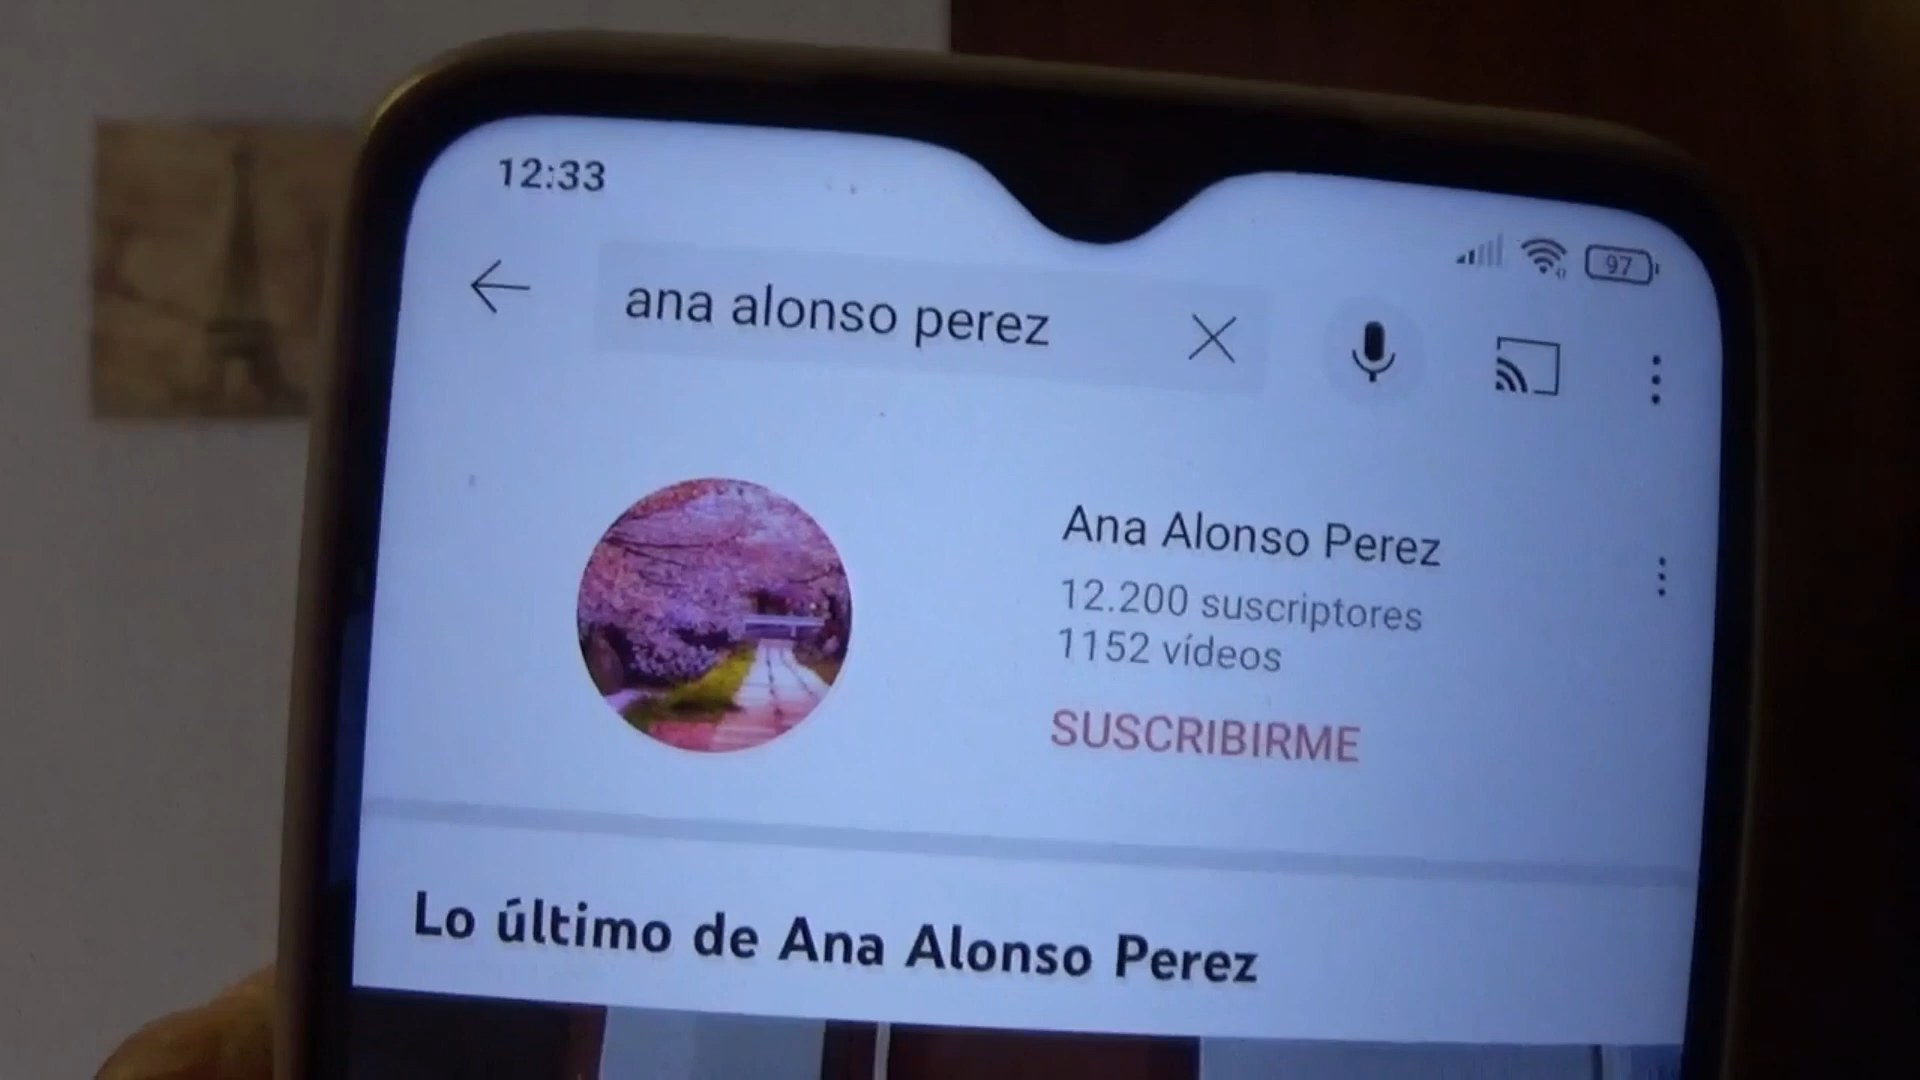 12:33
97
ana alonso perez
Ana Alonso Perez
12.200 suscriptores
1152 vídeos
SUSCRIBIRME
Lo último de Ana Alonso Perez